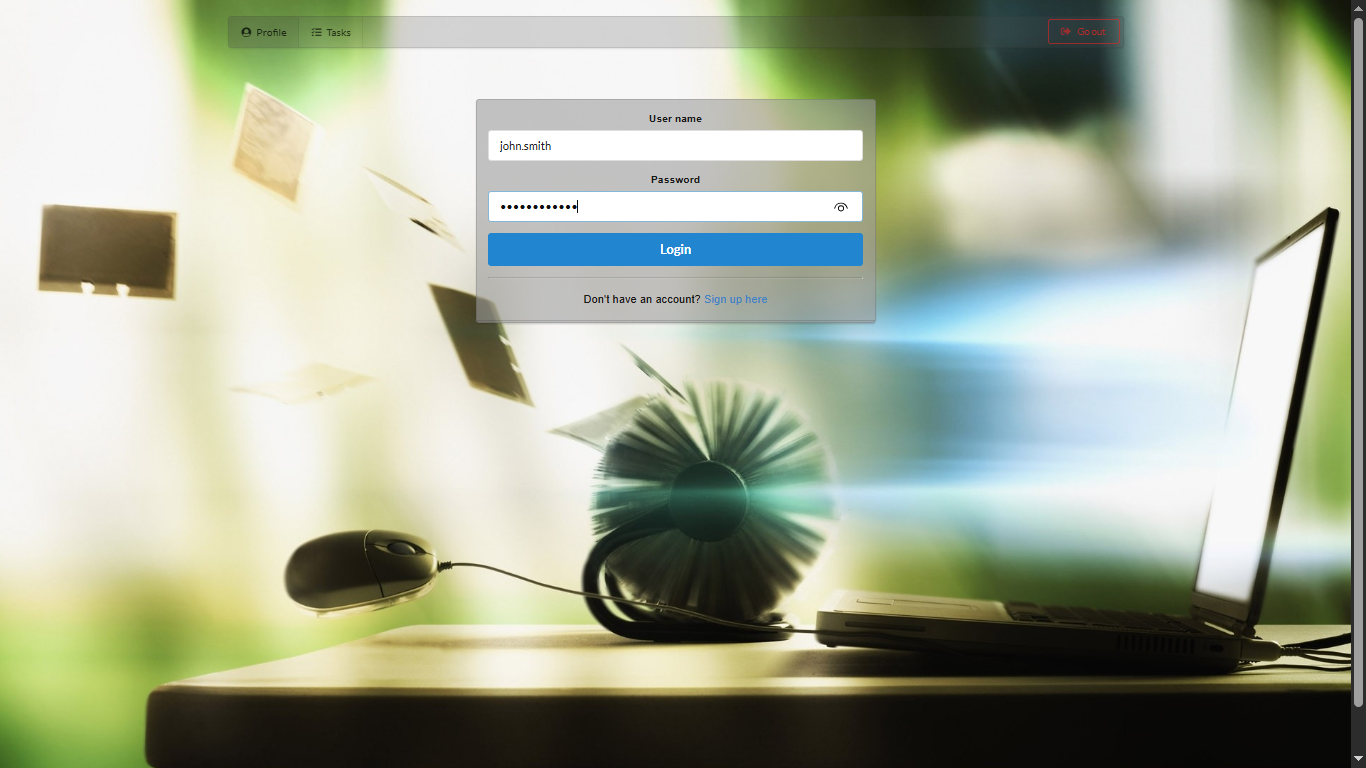 Profile
Tasks
Go out
User name
john.smith
Password
••••••••••••
Login
Don't have an account? Sign up here